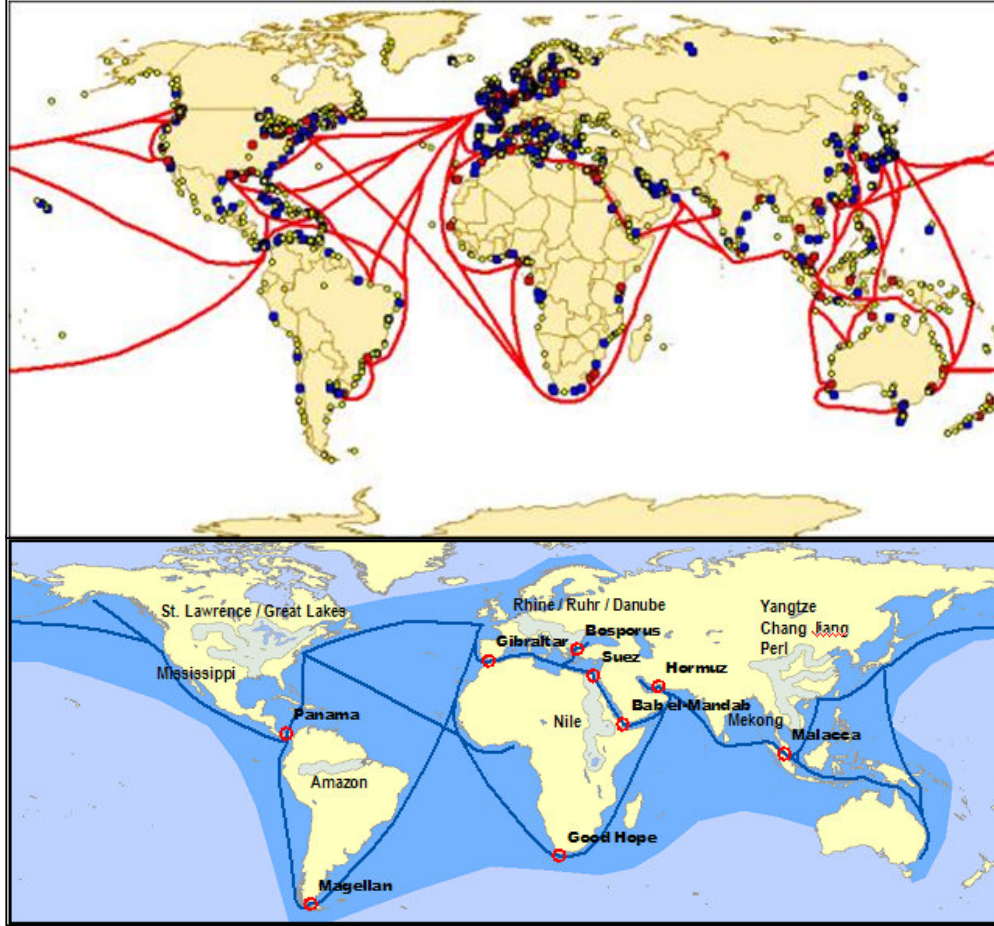 St. Lawrence / Great Lakes
Rhine / Ruhr / Danube
Yangtze
Chang Jiang
Perl
Gibraltar
Bosporus
Mississippi
Suez
Hormuz
Panama
Nile
Bab el-Mandab
Mekong
Malacca
Amazon
Good Hope
Magellan